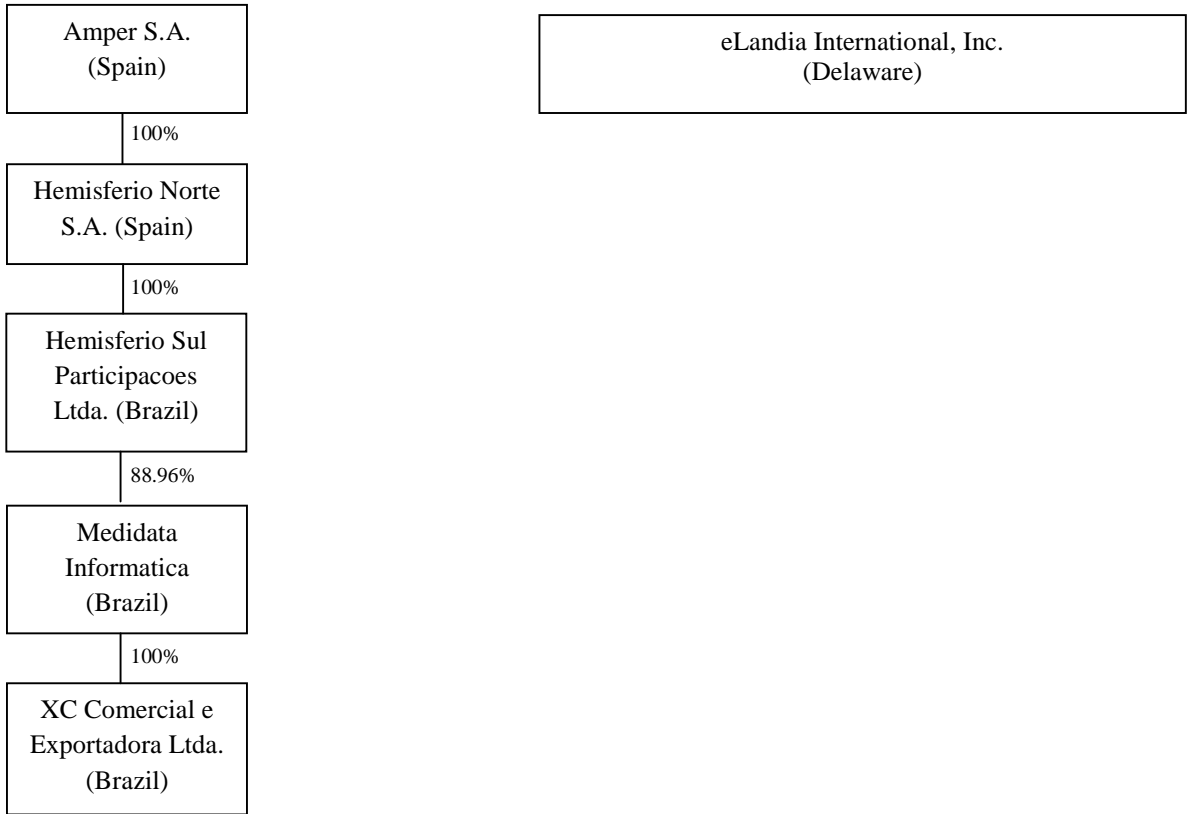 Amper S.A.
(Spain)
eLandia International, Inc.
(Delaware)
100%
Hemisferio Norte
S.A. (Spain)
100%
Hemisferio Sul
Participacoes
Ltda. (Brazil)
88.96%
Medidata
Informatica
(Brazil)
100%
XC Comercial e
Exportadora Ltda.
(Brazil)